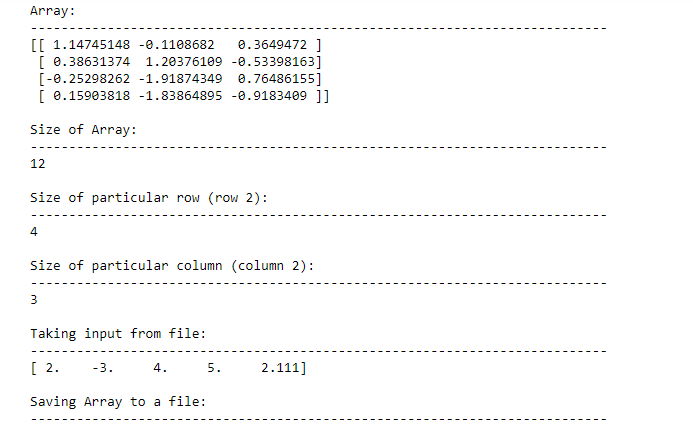 Array:
---------------------------------------------------------------------------
[[ 1.14745148 -0.1108682   0.3649472 ]
 [ 0.38631374  1.20376109 -0.53398163]
 [-0.25298262 -1.91874349  0.76486155]
 [ 0.15903818 -1.83864895 -0.9183409 ]]
Size of Array:
---------------------------------------------------------------------------
12
Size of particular row (row 2):
---------------------------------------------------------------------------
4
Size of particular column (column 2):
---------------------------------------------------------------------------
3
Taking input from file:
---------------------------------------------------------------------------
[ 2.    -3.     4.     5.     2.111]
Saving Array to a file:
---------------------------------------------------------------------------